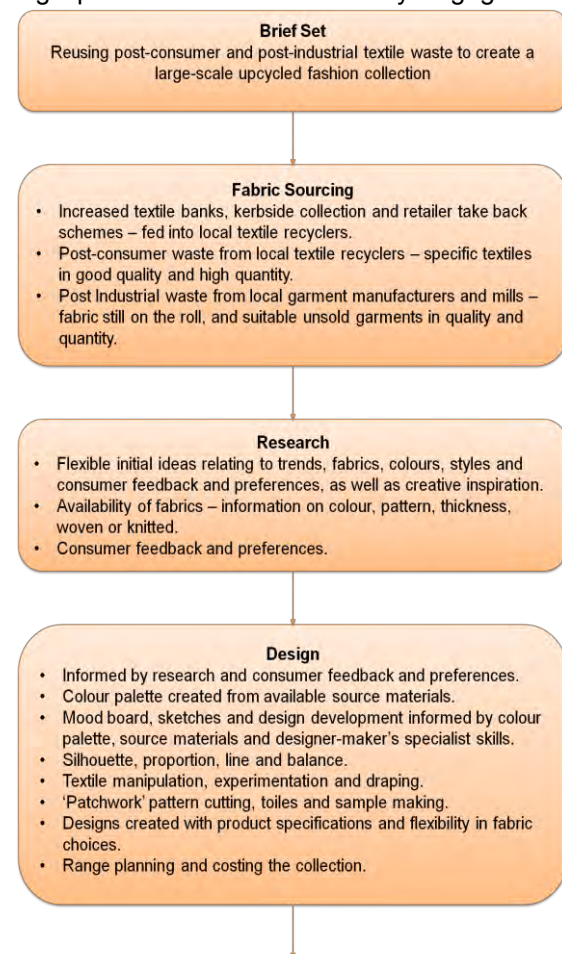 Brief Set
Reusing post-consumer and post-industrial textile waste to create a
large-scale upcycled fashion collection
Fabric Sourcing
• Increased textile banks, kerbside collection and retailer take back
schemes – fed into local textile recyclers.
• Post-consumer waste from local textile recyclers – specific textiles
in good quality and high quantity.
• Post Industrial waste from local garment manufacturers and mills –
fabric still on the roll, and suitable unsold garments in quality and
quantity.
Research
• Flexible initial ideas relating to trends, fabrics, colours, styles and
consumer feedback and preferences, as well as creative inspiration.
• Availability of fabrics – information on colour, pattern, thickness,
woven or knitted.
• Consumer feedback and preferences.
Design
• Informed by research and consumer feedback and preferences.
• Colour palette created from available source materials.
• Mood board, sketches and design development informed by colour
palette, source materials and designer-maker's specialist skills.
• Silhouette, proportion, line and balance.
• Textile manipulation, experimentation and draping.
• 'Patchwork' pattern cutting, toiles and sample making.
• Designs created with product specifications and flexibility in fabric
choices.
• Range planning and costing the collection.